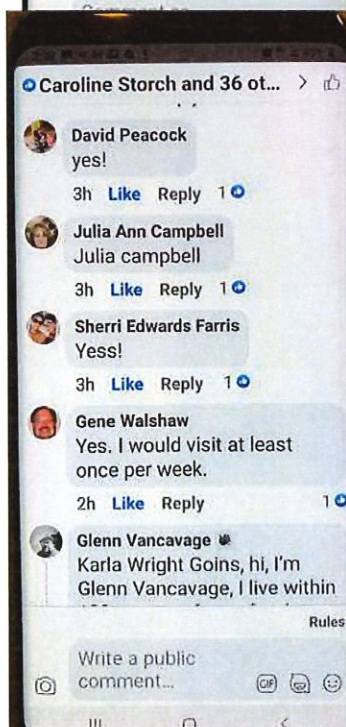 Comment as
Caroline Storch and 36 ot... >
David Peacock
yes!
3h Like Reply 1
Julia Ann Campbell
Julia campbell
3h Like Reply 1
Sherri Edwards Farris
Yess!
3h Like Reply 1
Gene Walshaw
Yes. I would visit at least
once per week.
2h Like Reply 1
Glenn Vancavage
Karla Wright Goins, hi, I'm
Glenn Vancavage, I live within
Rules
Write a public
comment...
GIF